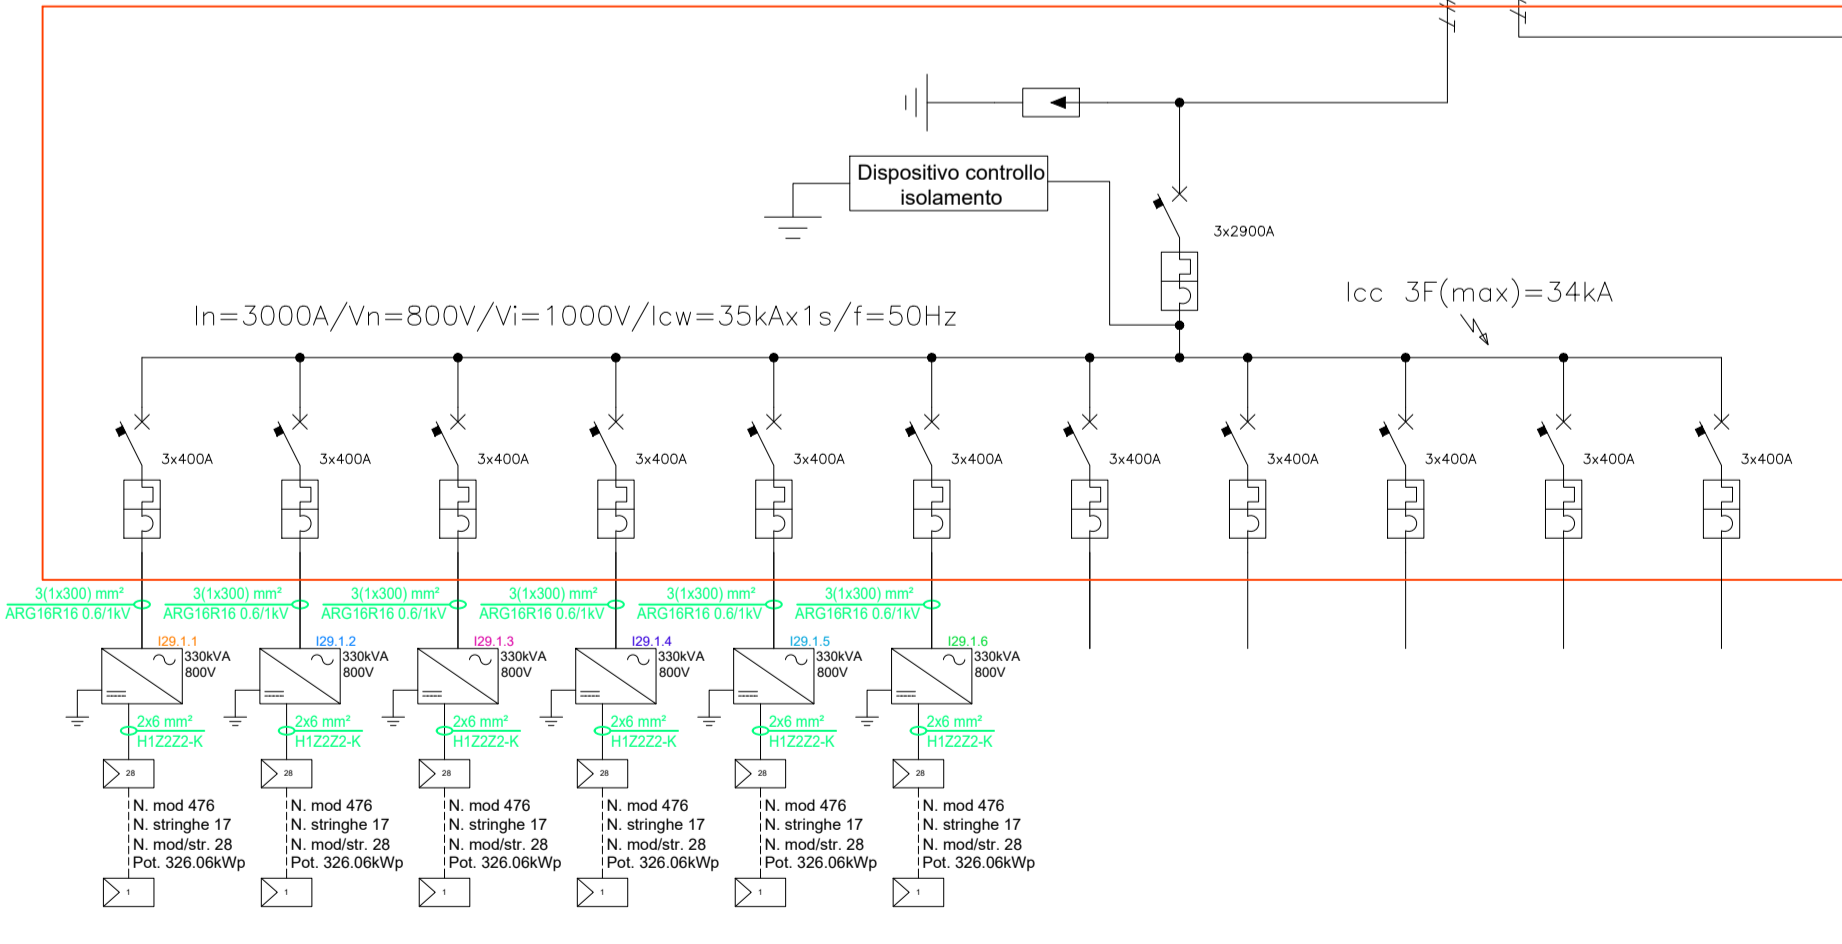 Dispositivo controllo
isolamento
3x2900A
Icc 3F(max)=34kA
In=3000A/Vn=800V/Vi=1000V/Icw=35kAx1s/f=50Hz
3x400A 3x400A 3x400A 3x400A 3x400A 3x400A 3x400A 3x400A 3x400A 3x400A 3x400A
3(1x300) mm² 3(1x300) mm² 3(1x300) mm² 3(1x300) mm² 3(1x300) mm² 3(1x300) mm²
ARG16R16 0.6/1kV ARG16R16 0.6/1kV ARG16R16 0.6/1kV ARG16R16 0.6/1kV ARG16R16 0.6/1kV ARG16R16 0.6/1kV
I29.1.1 I29.1.2 I29.1.3 I29.1.4 I29.1.5 I29.1.6
330kVA 330kVA 330kVA 330kVA 330kVA 330kVA
800V 800V 800V 800V 800V 800V
2x6 mm² 2x6 mm² 2x6 mm² 2x6 mm² 2x6 mm² 2x6 mm²
H1Z2Z2-K H1Z2Z2-K H1Z2Z2-K H1Z2Z2-K H1Z2Z2-K H1Z2Z2-K
28 28 28 28 28 28
N. mod 476 N. mod 476 N. mod 476 N. mod 476 N. mod 476 N. mod 476
N. stringhe 17 N. stringhe 17 N. stringhe 17 N. stringhe 17 N. stringhe 17 N. stringhe 17
N. mod/str. 28 N. mod/str. 28 N. mod/str. 28 N. mod/str. 28 N. mod/str. 28 N. mod/str. 28
Pot. 326.06kWp Pot. 326.06kWp Pot. 326.06kWp Pot. 326.06kWp Pot. 326.06kWp Pot. 326.06kWp
1 1 1 1 1 1